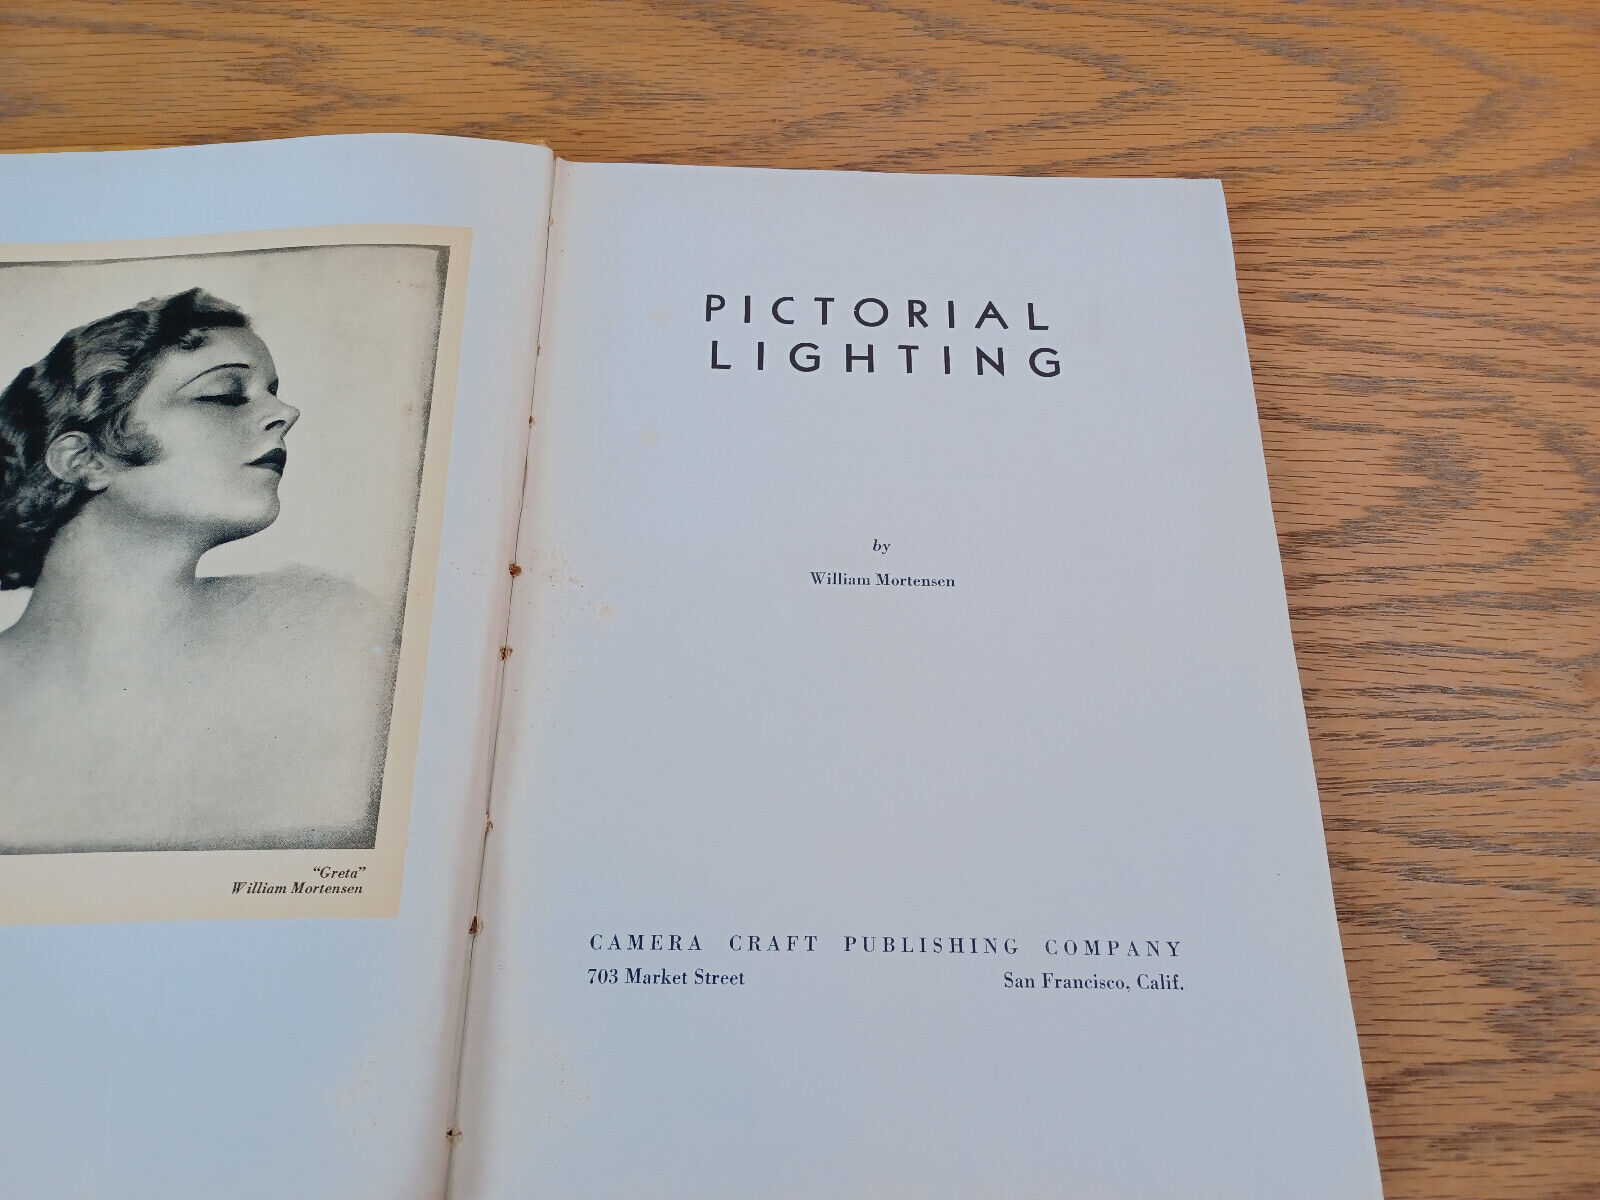 "Greta"
William Mortensen
PICTORIAL
LIGHTING
by
William Mortensen
CAMERA CRAFT PUBLISHING COMPANY
703 Market Street San Francisco, Calif.